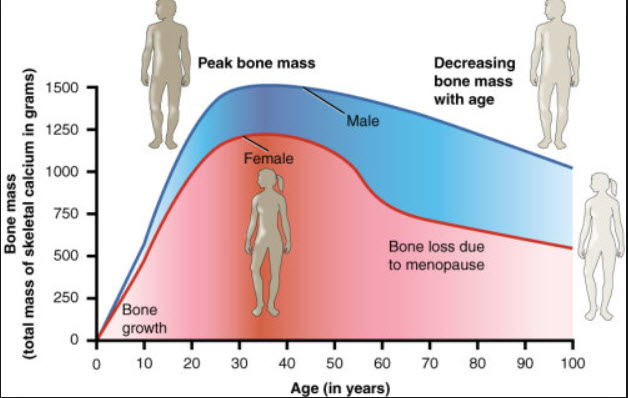 Peak bone mass
Decreasing
bone mass
with age
Bone mass
(total mass of skeletal calcium in grams)
1500
1250
1000
750
500
250
0
Male
Female
Bone loss due
to menopause
Bone
growth
0 10 20 30 40 50 60 70 80 90 100
Age (in years)